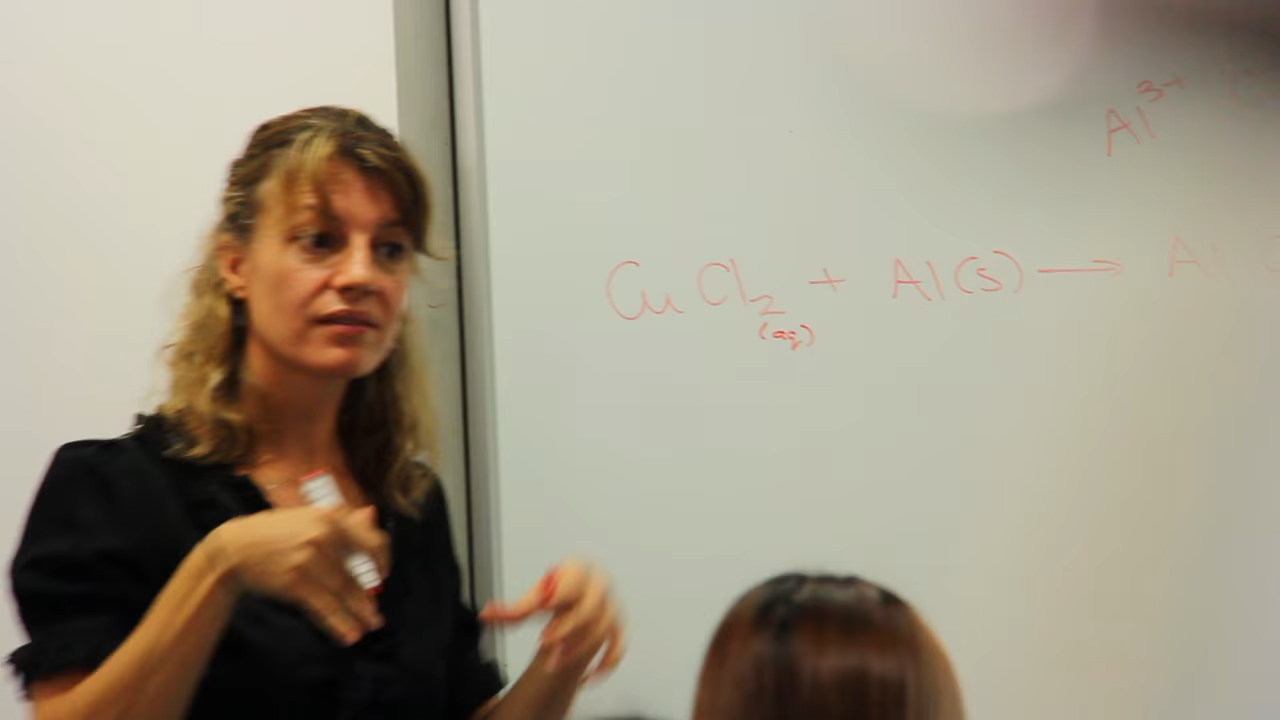 Al³⁺
CuCl₂(aq) + Al(s) → Al